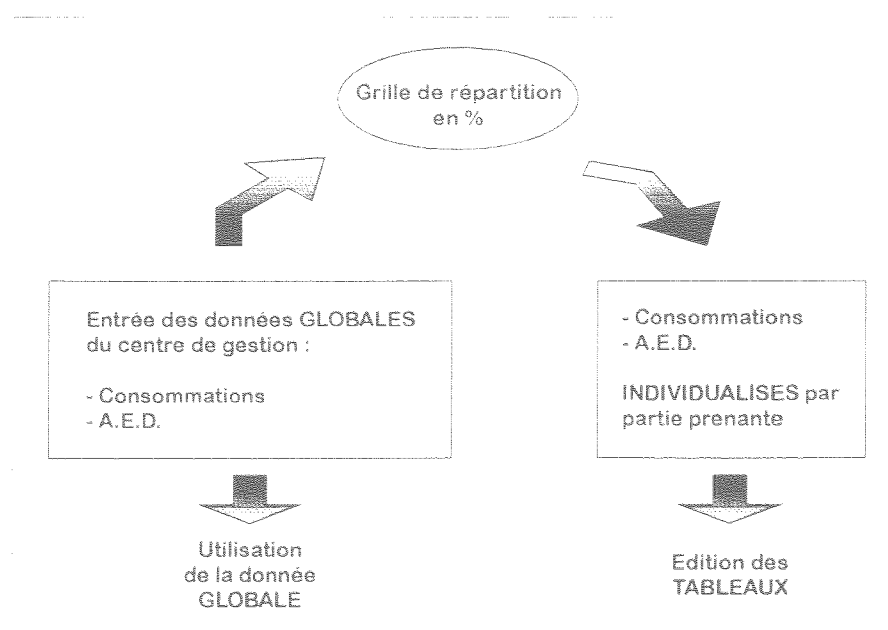 Grille de répartition
en %
Entrée des données GLOBALES
du centre de gestion :
- Consommations
- A.E.D.
- Consommations
- A.E.D.
INDIVIDUALISES par
partie prenante
Utilisation
de la donnée
GLOBALE
Edition des
TABLEAUX